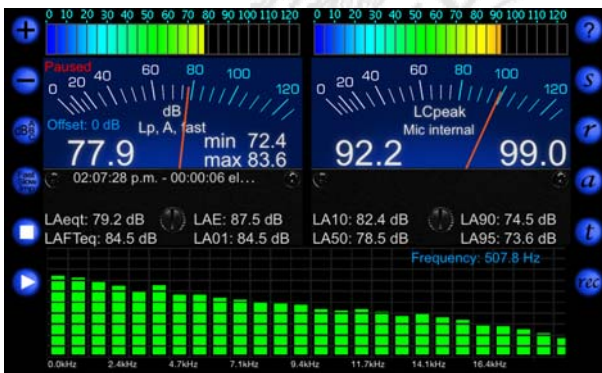 0 10 20 30 40 50 60 70 80 90 100 110 120
0 10 20 30 40 50 60 70 80 90 100 110 120
+
?
Paused
0 20 40 60 80 100 120
0 20 40 60 80 100 120
−
s
dB
Lp, A, fast
LCpeak
Mic internal
Offset: 0 dB
r
77.9
min 72.4
max 83.6
92.2
99.0
02:07:28 p.m. - 00:00:06 el...
a
LAeqt: 79.2 dB
LAE: 87.5 dB
LA10: 82.4 dB
LA90: 74.5 dB
t
LAFTeq: 84.5 dB
LA01: 84.5 dB
LA50: 78.5 dB
LA95: 73.6 dB
Frequency: 507.8 Hz
rec
0.0kHz 2.4kHz 4.7kHz 7.1kHz 9.4kHz 11.7kHz 14.1kHz 16.4kHz